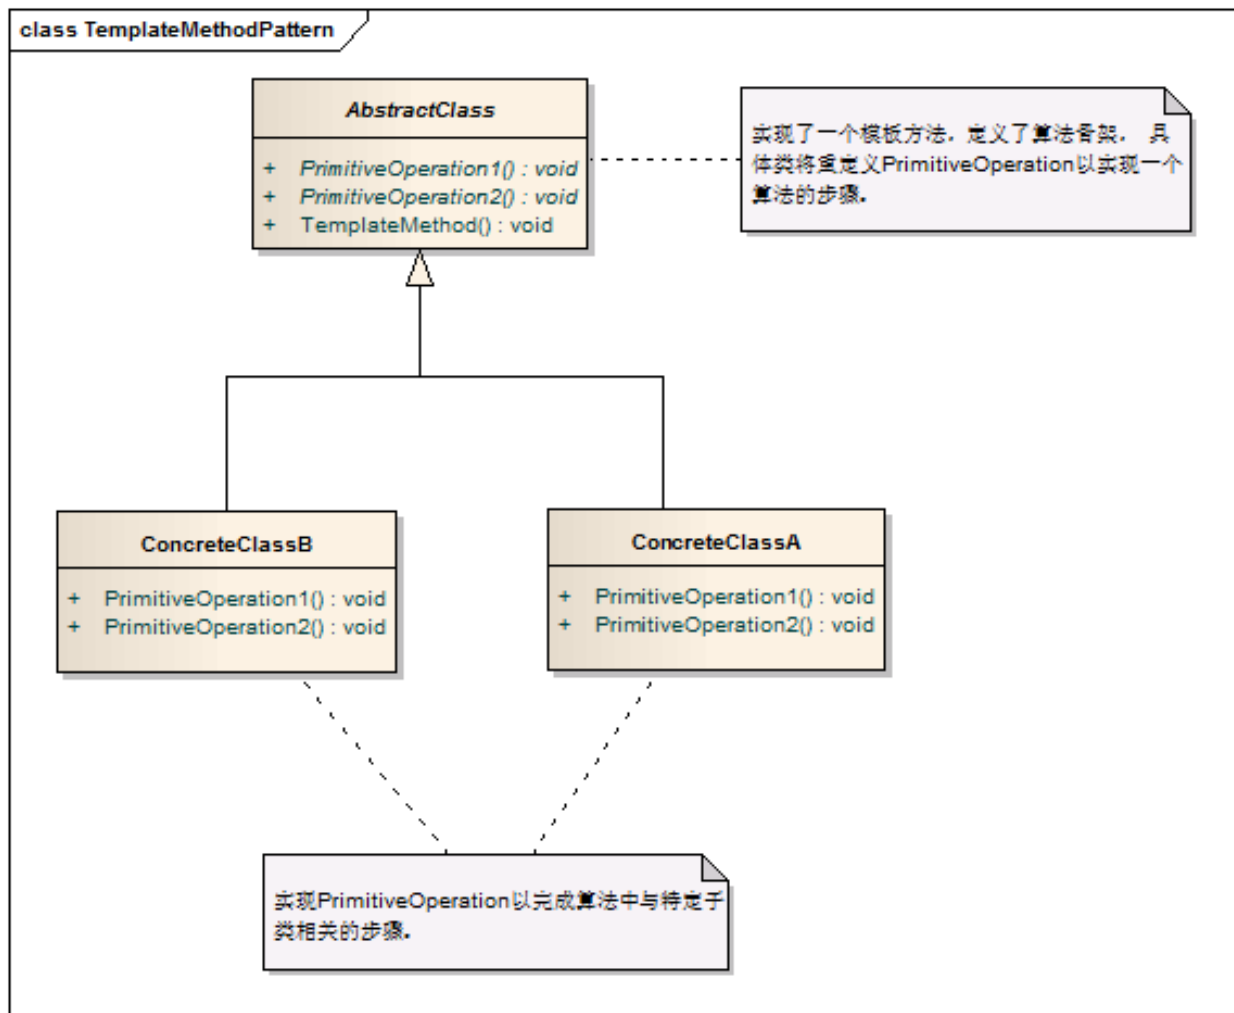 class TemplateMethodPattern
AbstractClass
+ PrimitiveOperation1() : void
+ PrimitiveOperation2() : void
+ TemplateMethod() : void
实现了一个模板方法，定义了算法骨架， 具
体类将重定义PrimitiveOperation以实现一个
算法的步骤。
ConcreteClassB
+ PrimitiveOperation1() : void
+ PrimitiveOperation2() : void
ConcreteClassA
+ PrimitiveOperation1() : void
+ PrimitiveOperation2() : void
实现PrimitiveOperation以完成算法中与特定子
类相关的步骤。